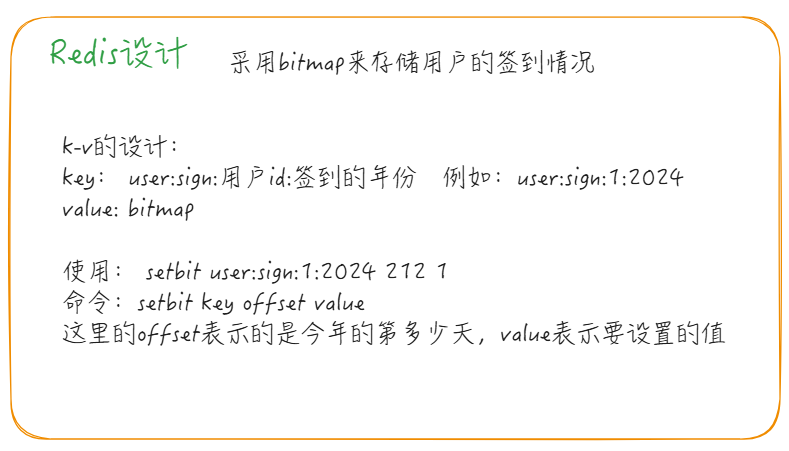 Redis设计
采用bitmap来存储用户的签到情况
k-v的设计：
key： user:sign:用户id:签到的年份 例如：user:sign:1:2024
value: bitmap
使用： setbit user:sign:1:2024 212 1
命令：setbit key offset value
这里的offset表示的是今年的第多少天，value表示要设置的值